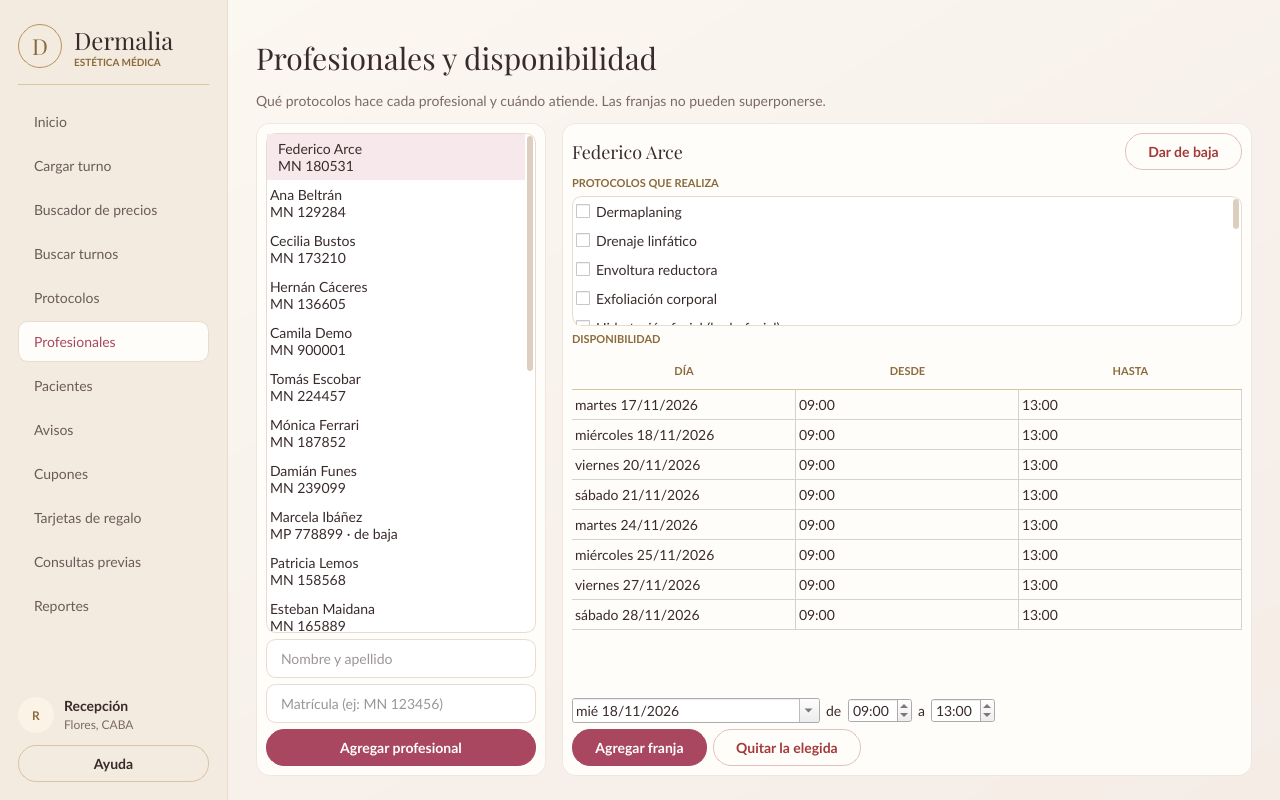 D
Dermalia
ESTÉTICA MÉDICA
Inicio
Cargar turno
Buscador de precios
Buscar turnos
Protocolos
Profesionales
Pacientes
Avisos
Cupones
Tarjetas de regalo
Consultas previas
Reportes
R
Recepción
Flores, CABA
Ayuda
Profesionales y disponibilidad
Qué protocolos hace cada profesional y cuándo atiende. Las franjas no pueden superponerse.
Federico Arce
MN 180531
Ana Beltrán
MN 129284
Cecilia Bustos
MN 173210
Hernán Cáceres
MN 136605
Camila Demo
MN 900001
Tomás Escobar
MN 224457
Mónica Ferrari
MN 187852
Damián Funes
MN 239099
Marcela Ibáñez
MP 778899 · de baja
Patricia Lemos
MN 158568
Esteban Maidana
MN 165889
Nombre y apellido
Matrícula (ej: MN 123456)
Agregar profesional
Federico Arce
Dar de baja
PROTOCOLOS QUE REALIZA
Dermaplaning
Drenaje linfático
Envoltura reductora
Exfoliación corporal
DISPONIBILIDAD
DÍA DESDE HASTA
martes 17/11/2026 09:00 13:00
miércoles 18/11/2026 09:00 13:00
viernes 20/11/2026 09:00 13:00
sábado 21/11/2026 09:00 13:00
martes 24/11/2026 09:00 13:00
miércoles 25/11/2026 09:00 13:00
viernes 27/11/2026 09:00 13:00
sábado 28/11/2026 09:00 13:00
mié 18/11/2026 de 09:00 a 13:00
Agregar franja
Quitar la elegida